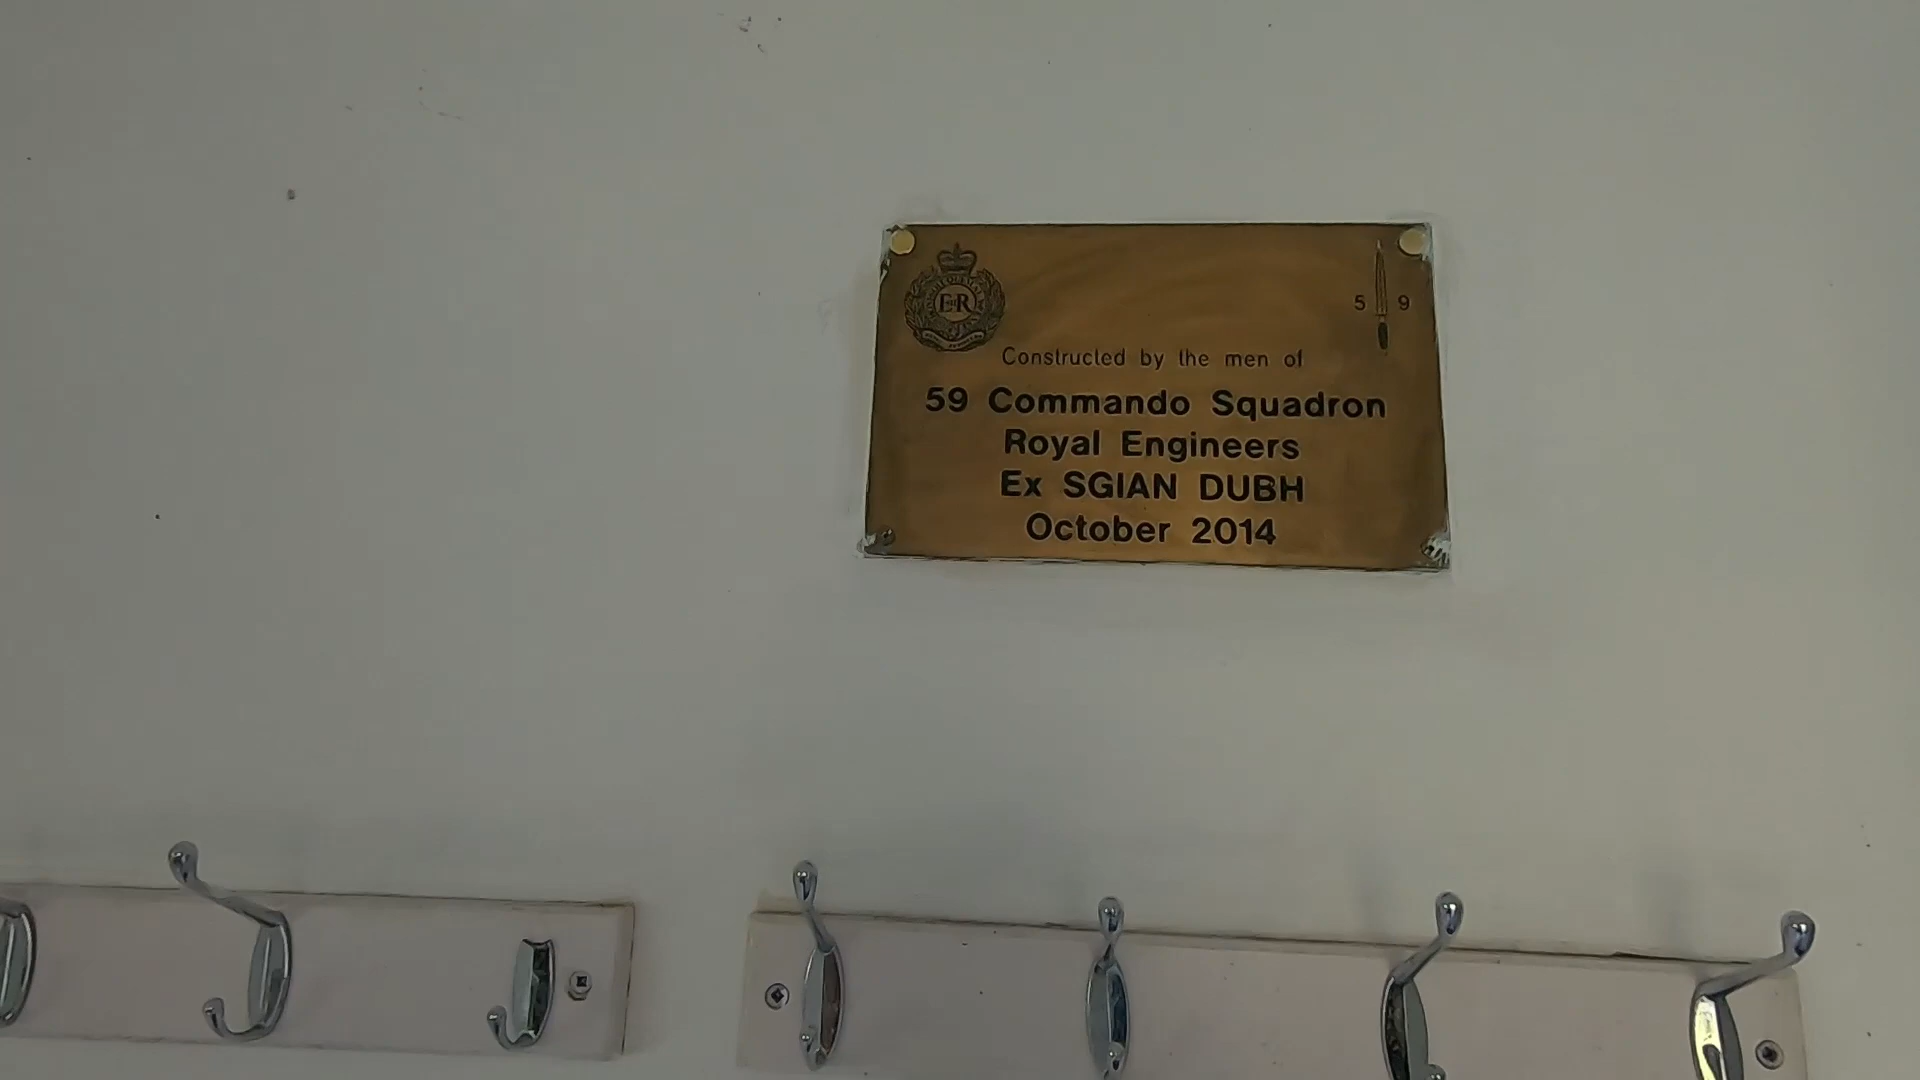 5 9
Constructed by the men of
59 Commando Squadron
Royal Engineers
Ex SGIAN DUBH
October 2014